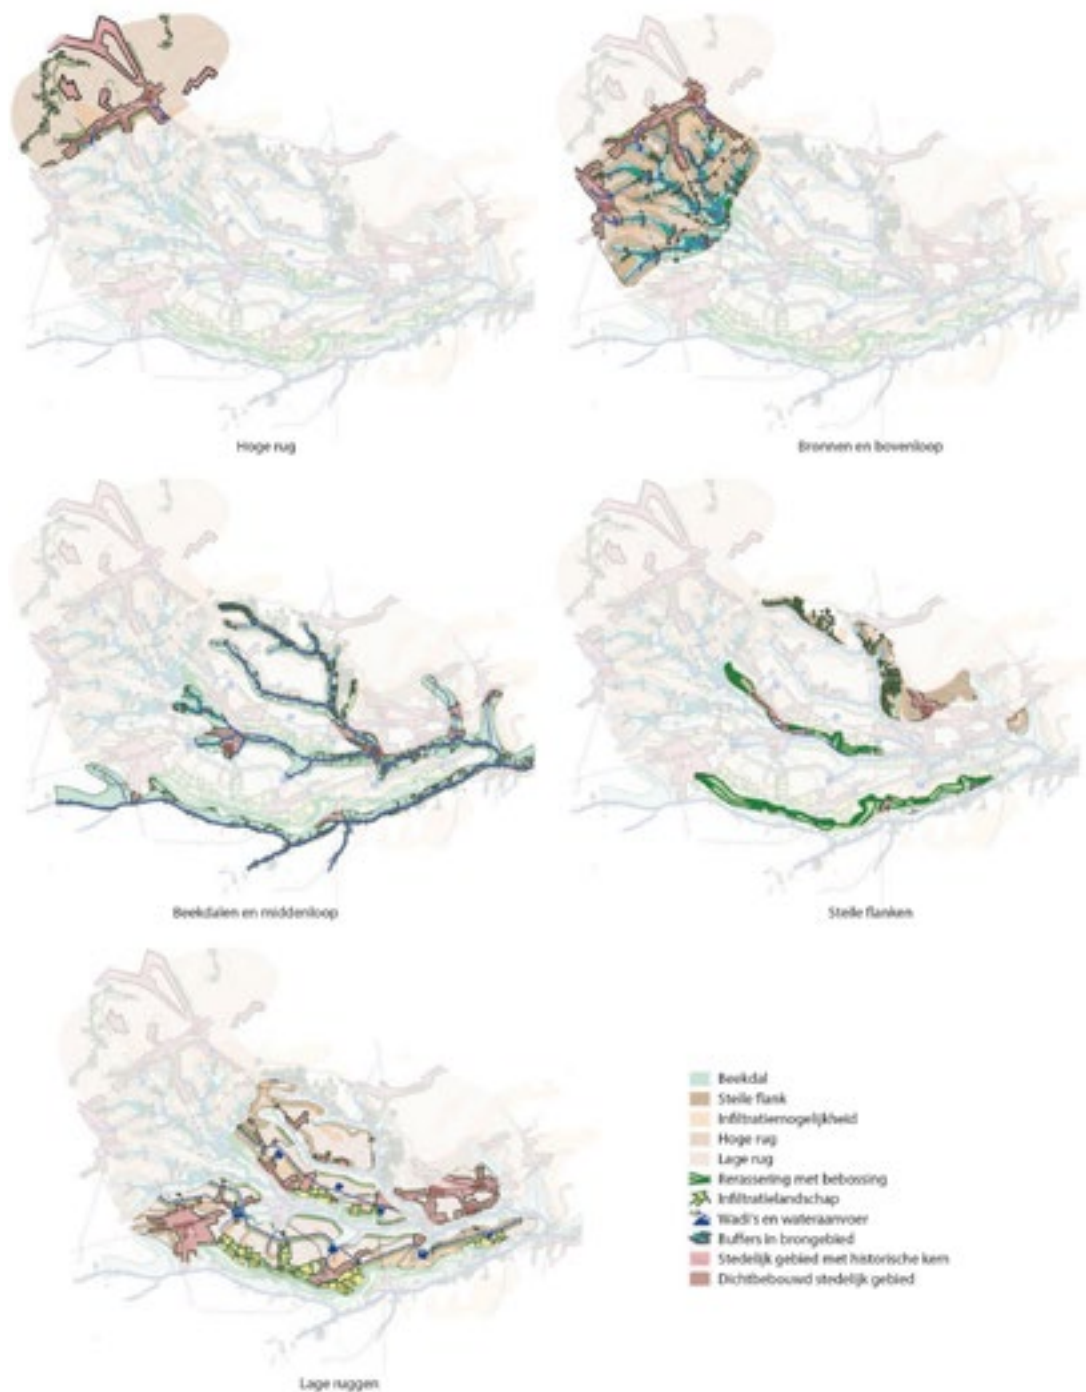 Hoge rug
Bronnen en bovenloop
Beekdalen en middenloop
Steile flanken
Lage ruggen
Beekdal
Steile flank
Infiltratiemogelijkheid
Hoge rug
Lage rug
Rerassering met bebossing
Infiltratielandschap
Wadi's en wateraanvoer
Buffers in brongebied
Stedelijk gebied met historische kern
Dichtbebouwd stedelijk gebied